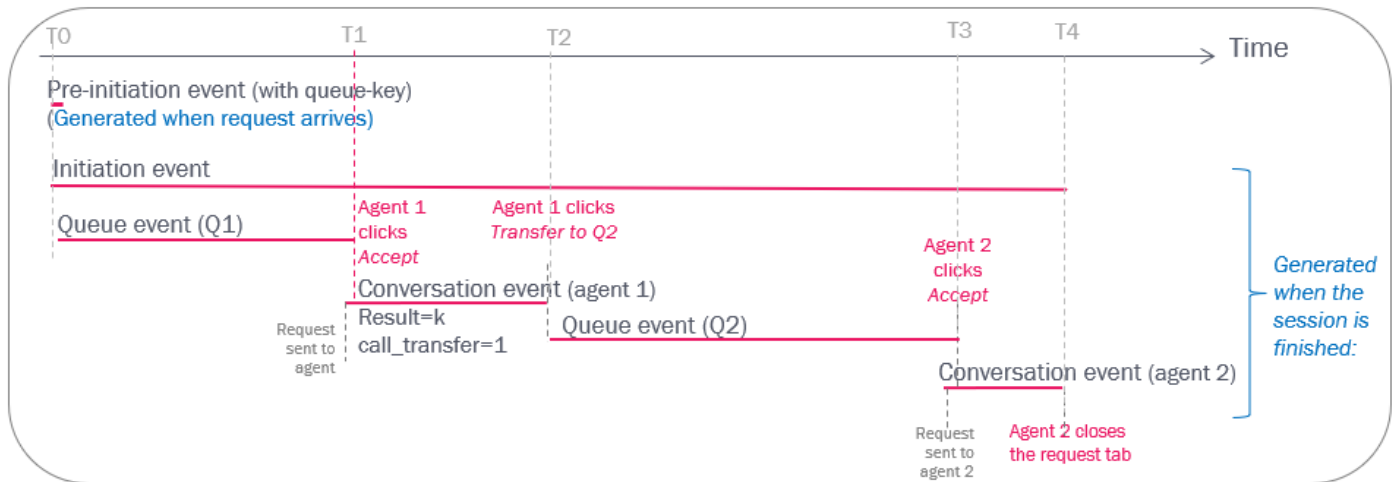 T0
T1
T2
T3
T4
Time
Pre-initiation event (with queue-key)
(Generated when request arrives)
Initiation event
Queue event (Q1)
Agent 1
clicks
Accept
Agent 1 clicks
Transfer to Q2
Agent 2
clicks
Accept
Generated
when the
session is
finished:
Conversation event (agent 1)
Result=k
call_transfer=1
Request
sent to
agent
Queue event (Q2)
Conversation event (agent 2)
Request
sent to
agent 2
Agent 2 closes
the request tab